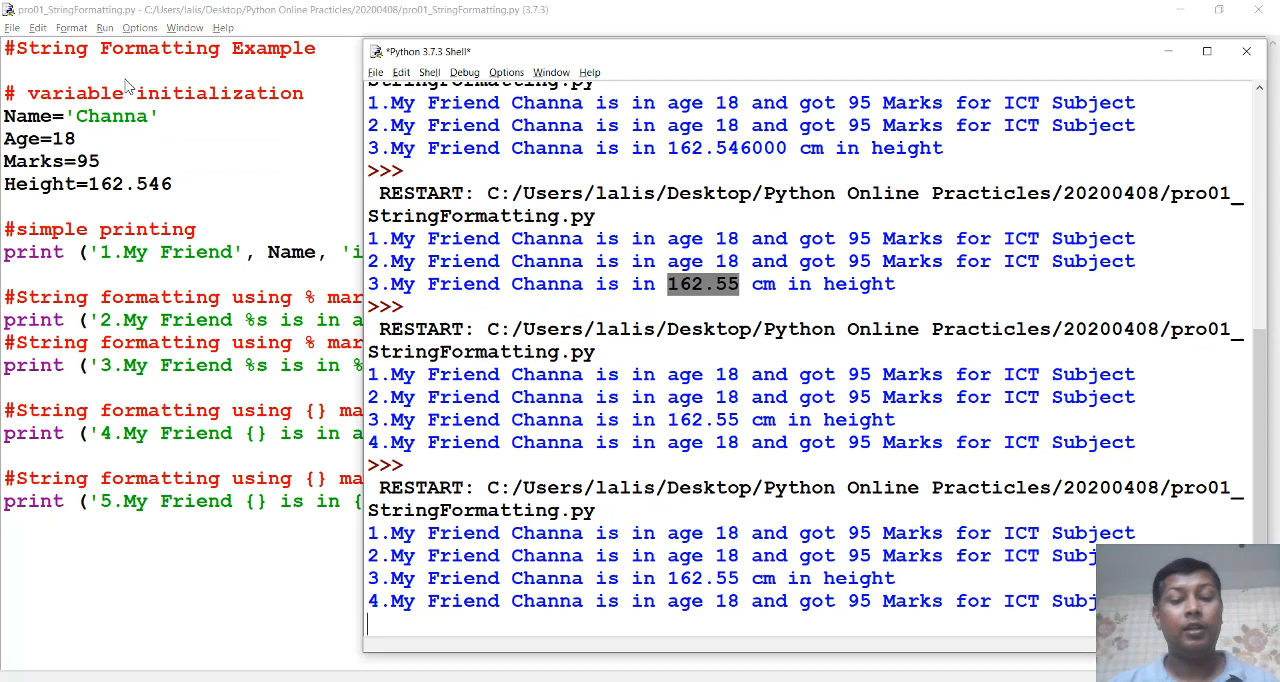 pro01_StringFormatting.py - C:/Users/lalis/Desktop/Python Online Practicles/20200408/pro01_StringFormatting.py (3.7.3)
File Edit Format Run Options Window Help
#String Formatting Example
# variable initialization
Name='Channa'
Age=18
Marks=95
Height=162.546
#simple printing
print ('1.My Friend', Name, 'i
#String formatting using % mar
print ('2.My Friend %s is in a
#String formatting using % mar
print ('3.My Friend %s is in %
#String formatting using {} ma
print ('4.My Friend {} is in a
#String formatting using {} ma
print ('5.My Friend {} is in {
*Python 3.7.3 Shell*
File Edit Shell Debug Options Window Help
StringFormatting.py
1.My Friend Channa is in age 18 and got 95 Marks for ICT Subject
2.My Friend Channa is in age 18 and got 95 Marks for ICT Subject
3.My Friend Channa is in 162.546000 cm in height
>>>
RESTART: C:/Users/lalis/Desktop/Python Online Practicles/20200408/pro01_
StringFormatting.py
1.My Friend Channa is in age 18 and got 95 Marks for ICT Subject
2.My Friend Channa is in age 18 and got 95 Marks for ICT Subject
3.My Friend Channa is in 162.55 cm in height
>>>
RESTART: C:/Users/lalis/Desktop/Python Online Practicles/20200408/pro01_
StringFormatting.py
1.My Friend Channa is in age 18 and got 95 Marks for ICT Subject
2.My Friend Channa is in age 18 and got 95 Marks for ICT Subject
3.My Friend Channa is in 162.55 cm in height
4.My Friend Channa is in age 18 and got 95 Marks for ICT Subject
>>>
RESTART: C:/Users/lalis/Desktop/Python Online Practicles/20200408/pro01_
StringFormatting.py
1.My Friend Channa is in age 18 and got 95 Marks for ICT Subject
2.My Friend Channa is in age 18 and got 95 Marks for ICT Subj
3.My Friend Channa is in 162.55 cm in height
4.My Friend Channa is in age 18 and got 95 Marks for ICT Subj